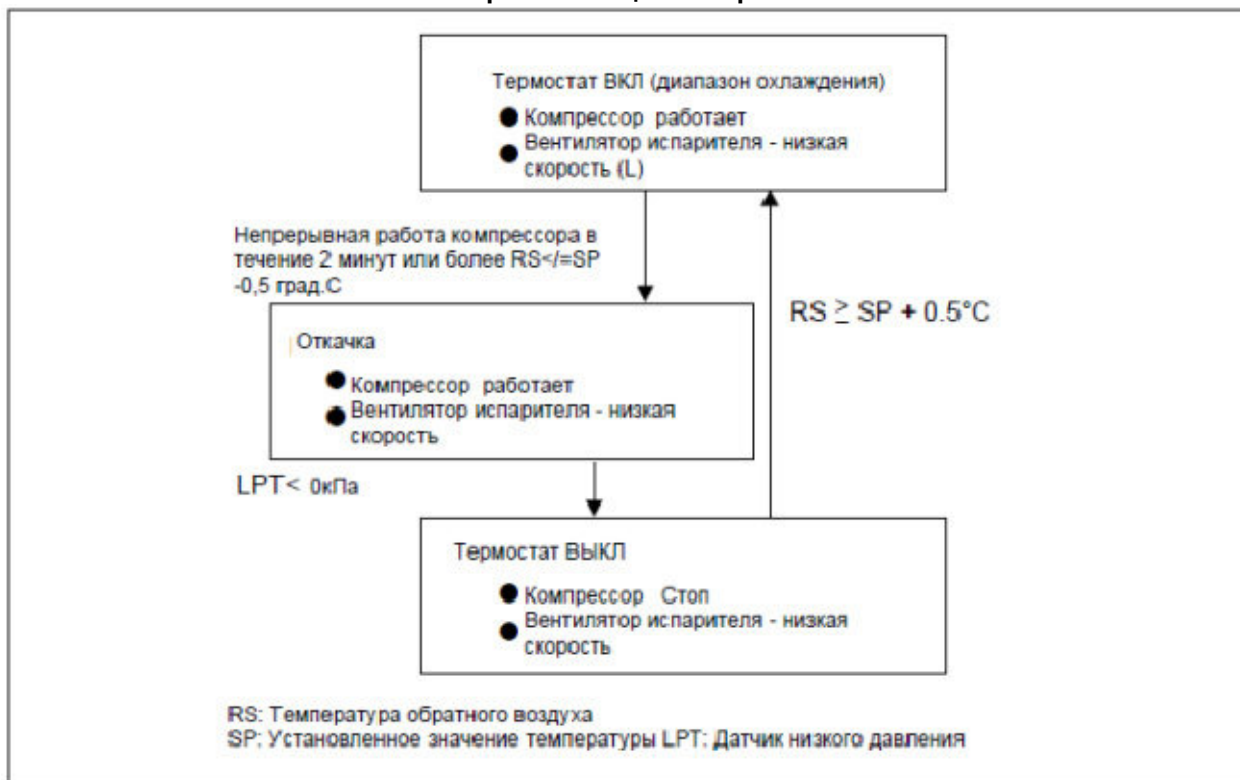 Термостат ВКЛ (диапазон охлаждения)
● Компрессор работает
● Вентилятор испарителя - низкая
скорость (L)
Непрерывная работа компрессора в
течение 2 минут или более RS</=SP
-0,5 град.С
RS ≥ SP + 0.5°C
Откачка
● Компрессор работает
● Вентилятор испарителя - низкая
скорость
LPT< 0кПа
Термостат ВЫКЛ
● Компрессор Стоп
● Вентилятор испарителя - низкая
скорость
RS: Температура обратного воздуха
SP: Установленное значение температуры LPT: Датчик низкого давления